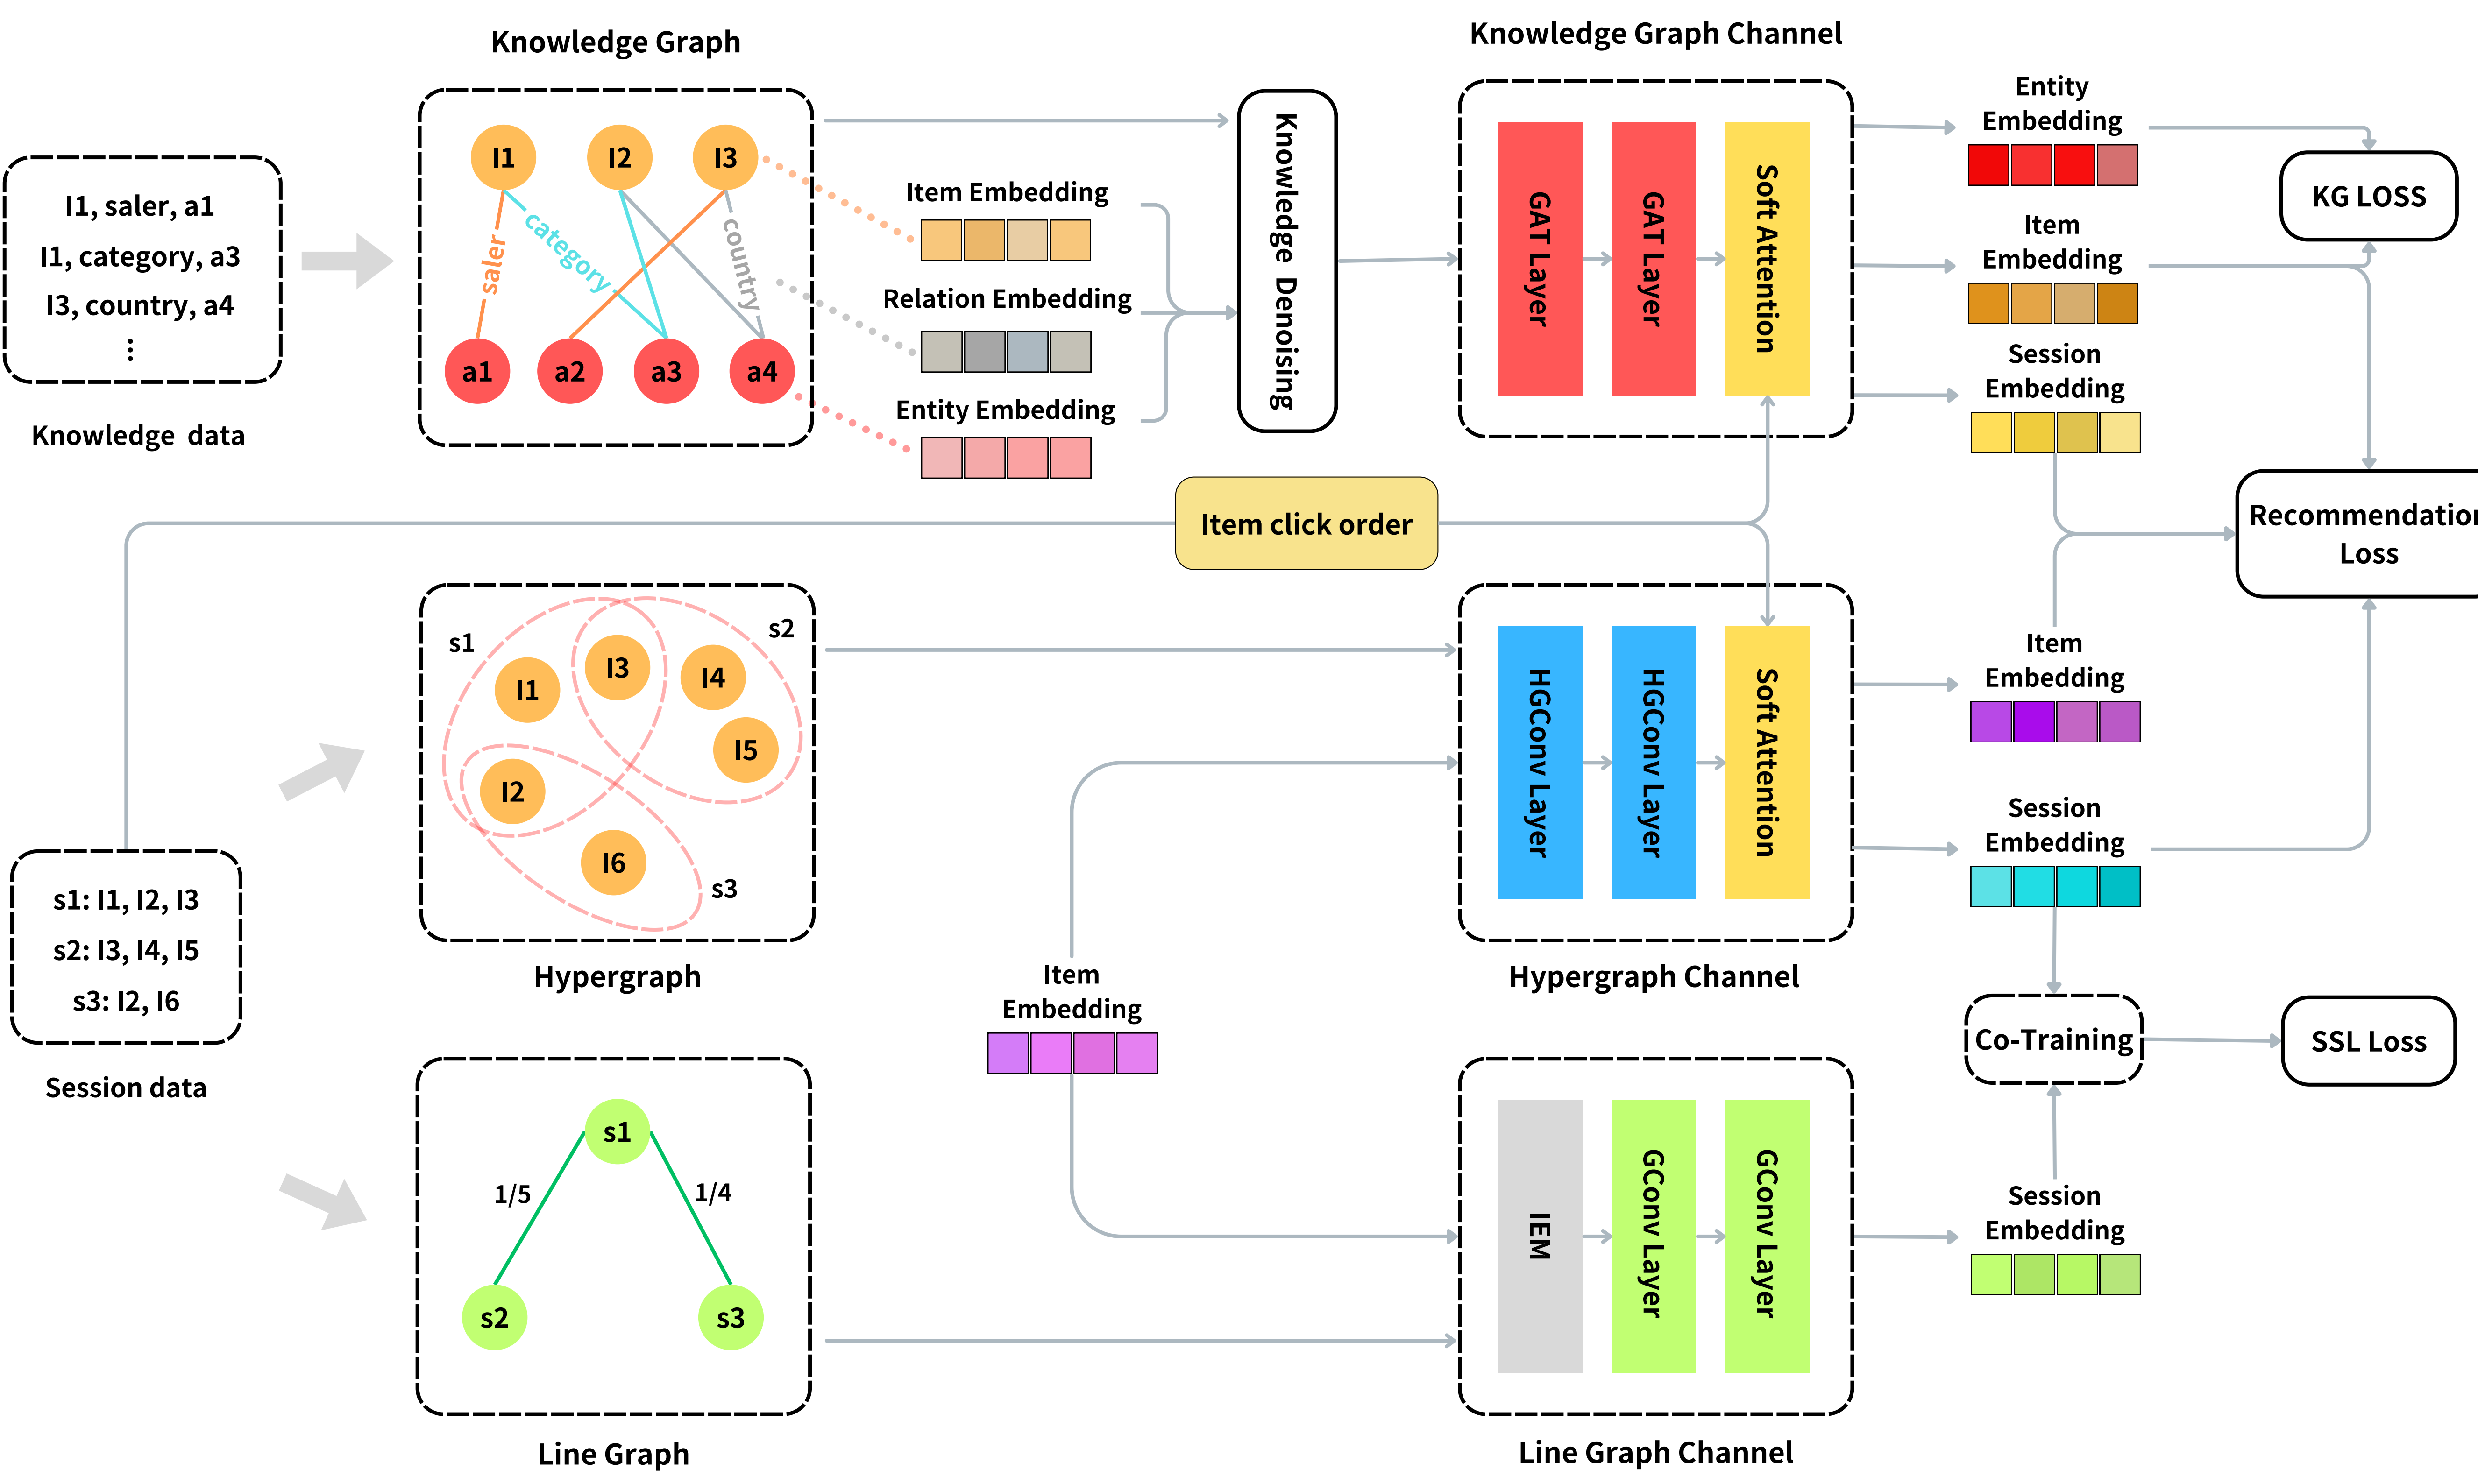 Knowledge Graph
Knowledge Graph Channel
I1, saler, a1
I1, category, a3
I3, country, a4
⋮
Knowledge data
I1
I2
I3
saler
category
country
a1
a2
a3
a4
Item Embedding
Relation Embedding
Entity Embedding
Knowledge Denoising
GAT Layer
GAT Layer
Soft Attention
Entity
Embedding
Item
Embedding
Session
Embedding
KG LOSS
Item click order
Recommendation
Loss
s1
s2
I3
I1
I4
I5
I2
I6
s3
Hypergraph
HGConv Layer
HGConv Layer
Soft Attention
Hypergraph Channel
Item
Embedding
Session
Embedding
s1: I1, I2, I3
s2: I3, I4, I5
s3: I2, I6
Session data
Item
Embedding
Co-Training
SSL Loss
s1
1/5
1/4
s2
s3
Line Graph
IEM
GConv Layer
GConv Layer
Line Graph Channel
Session
Embedding